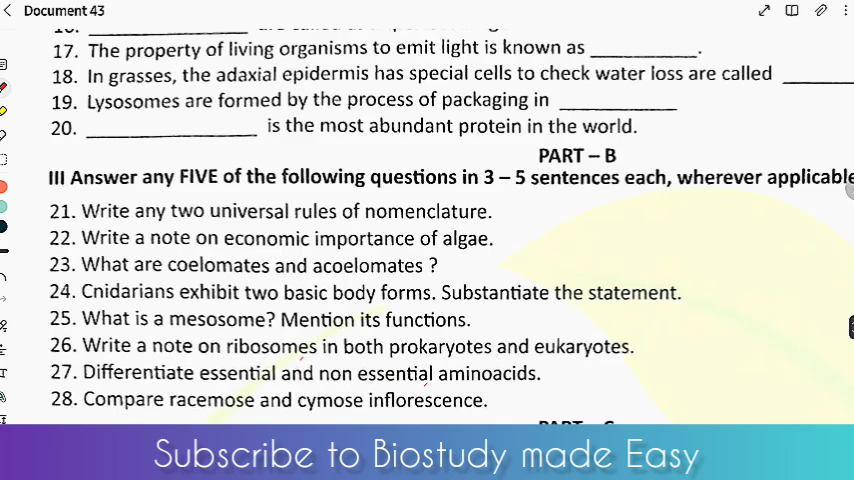 Document 43
17. The property of living organisms to emit light is known as ____________.
18. In grasses, the adaxial epidermis has special cells to check water loss are called ________
19. Lysosomes are formed by the process of packaging in _____________
20. ___________________ is the most abundant protein in the world.
PART – B
III Answer any FIVE of the following questions in 3 – 5 sentences each, wherever applicable
21. Write any two universal rules of nomenclature.
22. Write a note on economic importance of algae.
23. What are coelomates and acoelomates ?
24. Cnidarians exhibit two basic body forms. Substantiate the statement.
25. What is a mesosome? Mention its functions.
26. Write a note on ribosomes in both prokaryotes and eukaryotes.
27. Differentiate essential and non essential aminoacids.
28. Compare racemose and cymose inflorescence.
Subscribe to Biostudy made Easy